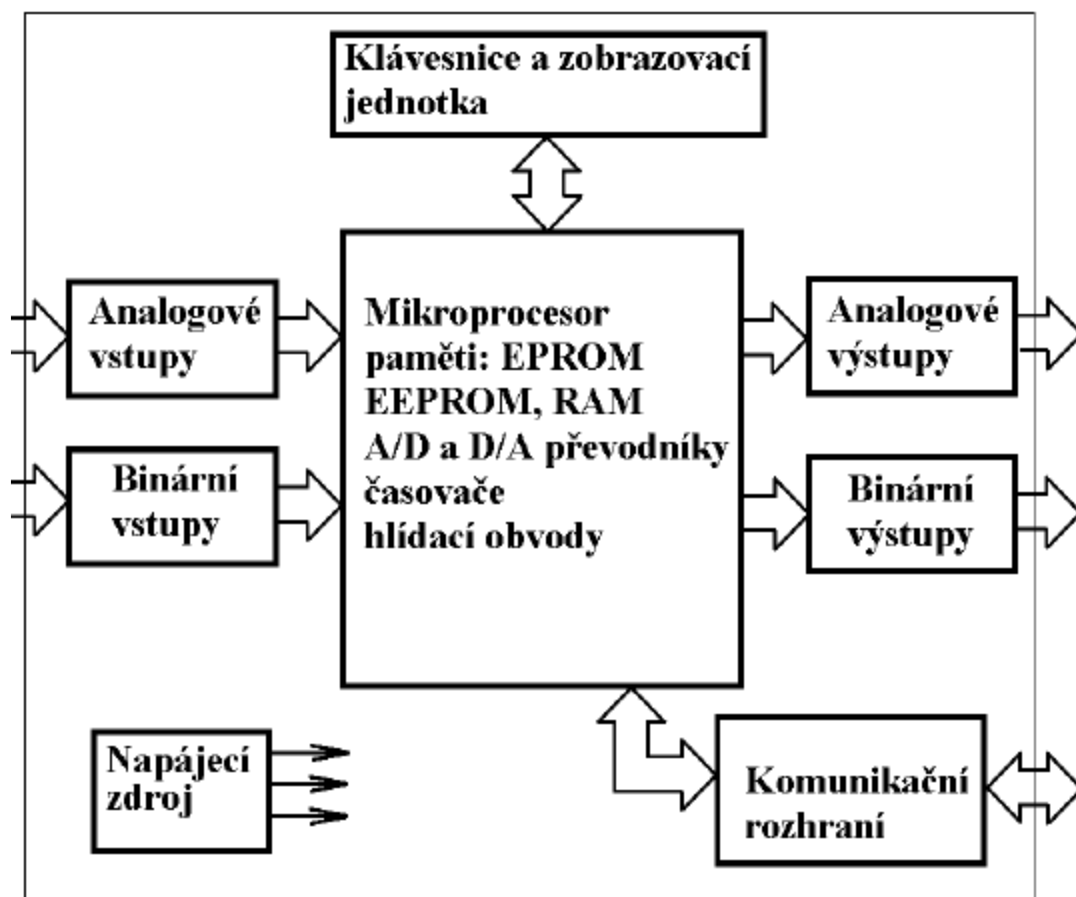 Klávesnice a zobrazovací
jednotka
Analogové
vstupy
Mikroprocesor
paměti: EPROM
EEPROM, RAM
A/D a D/A převodníky
časovače
hlídací obvody
Analogové
výstupy
Binární
vstupy
Binární
výstupy
Napájecí
zdroj
Komunikační
rozhraní